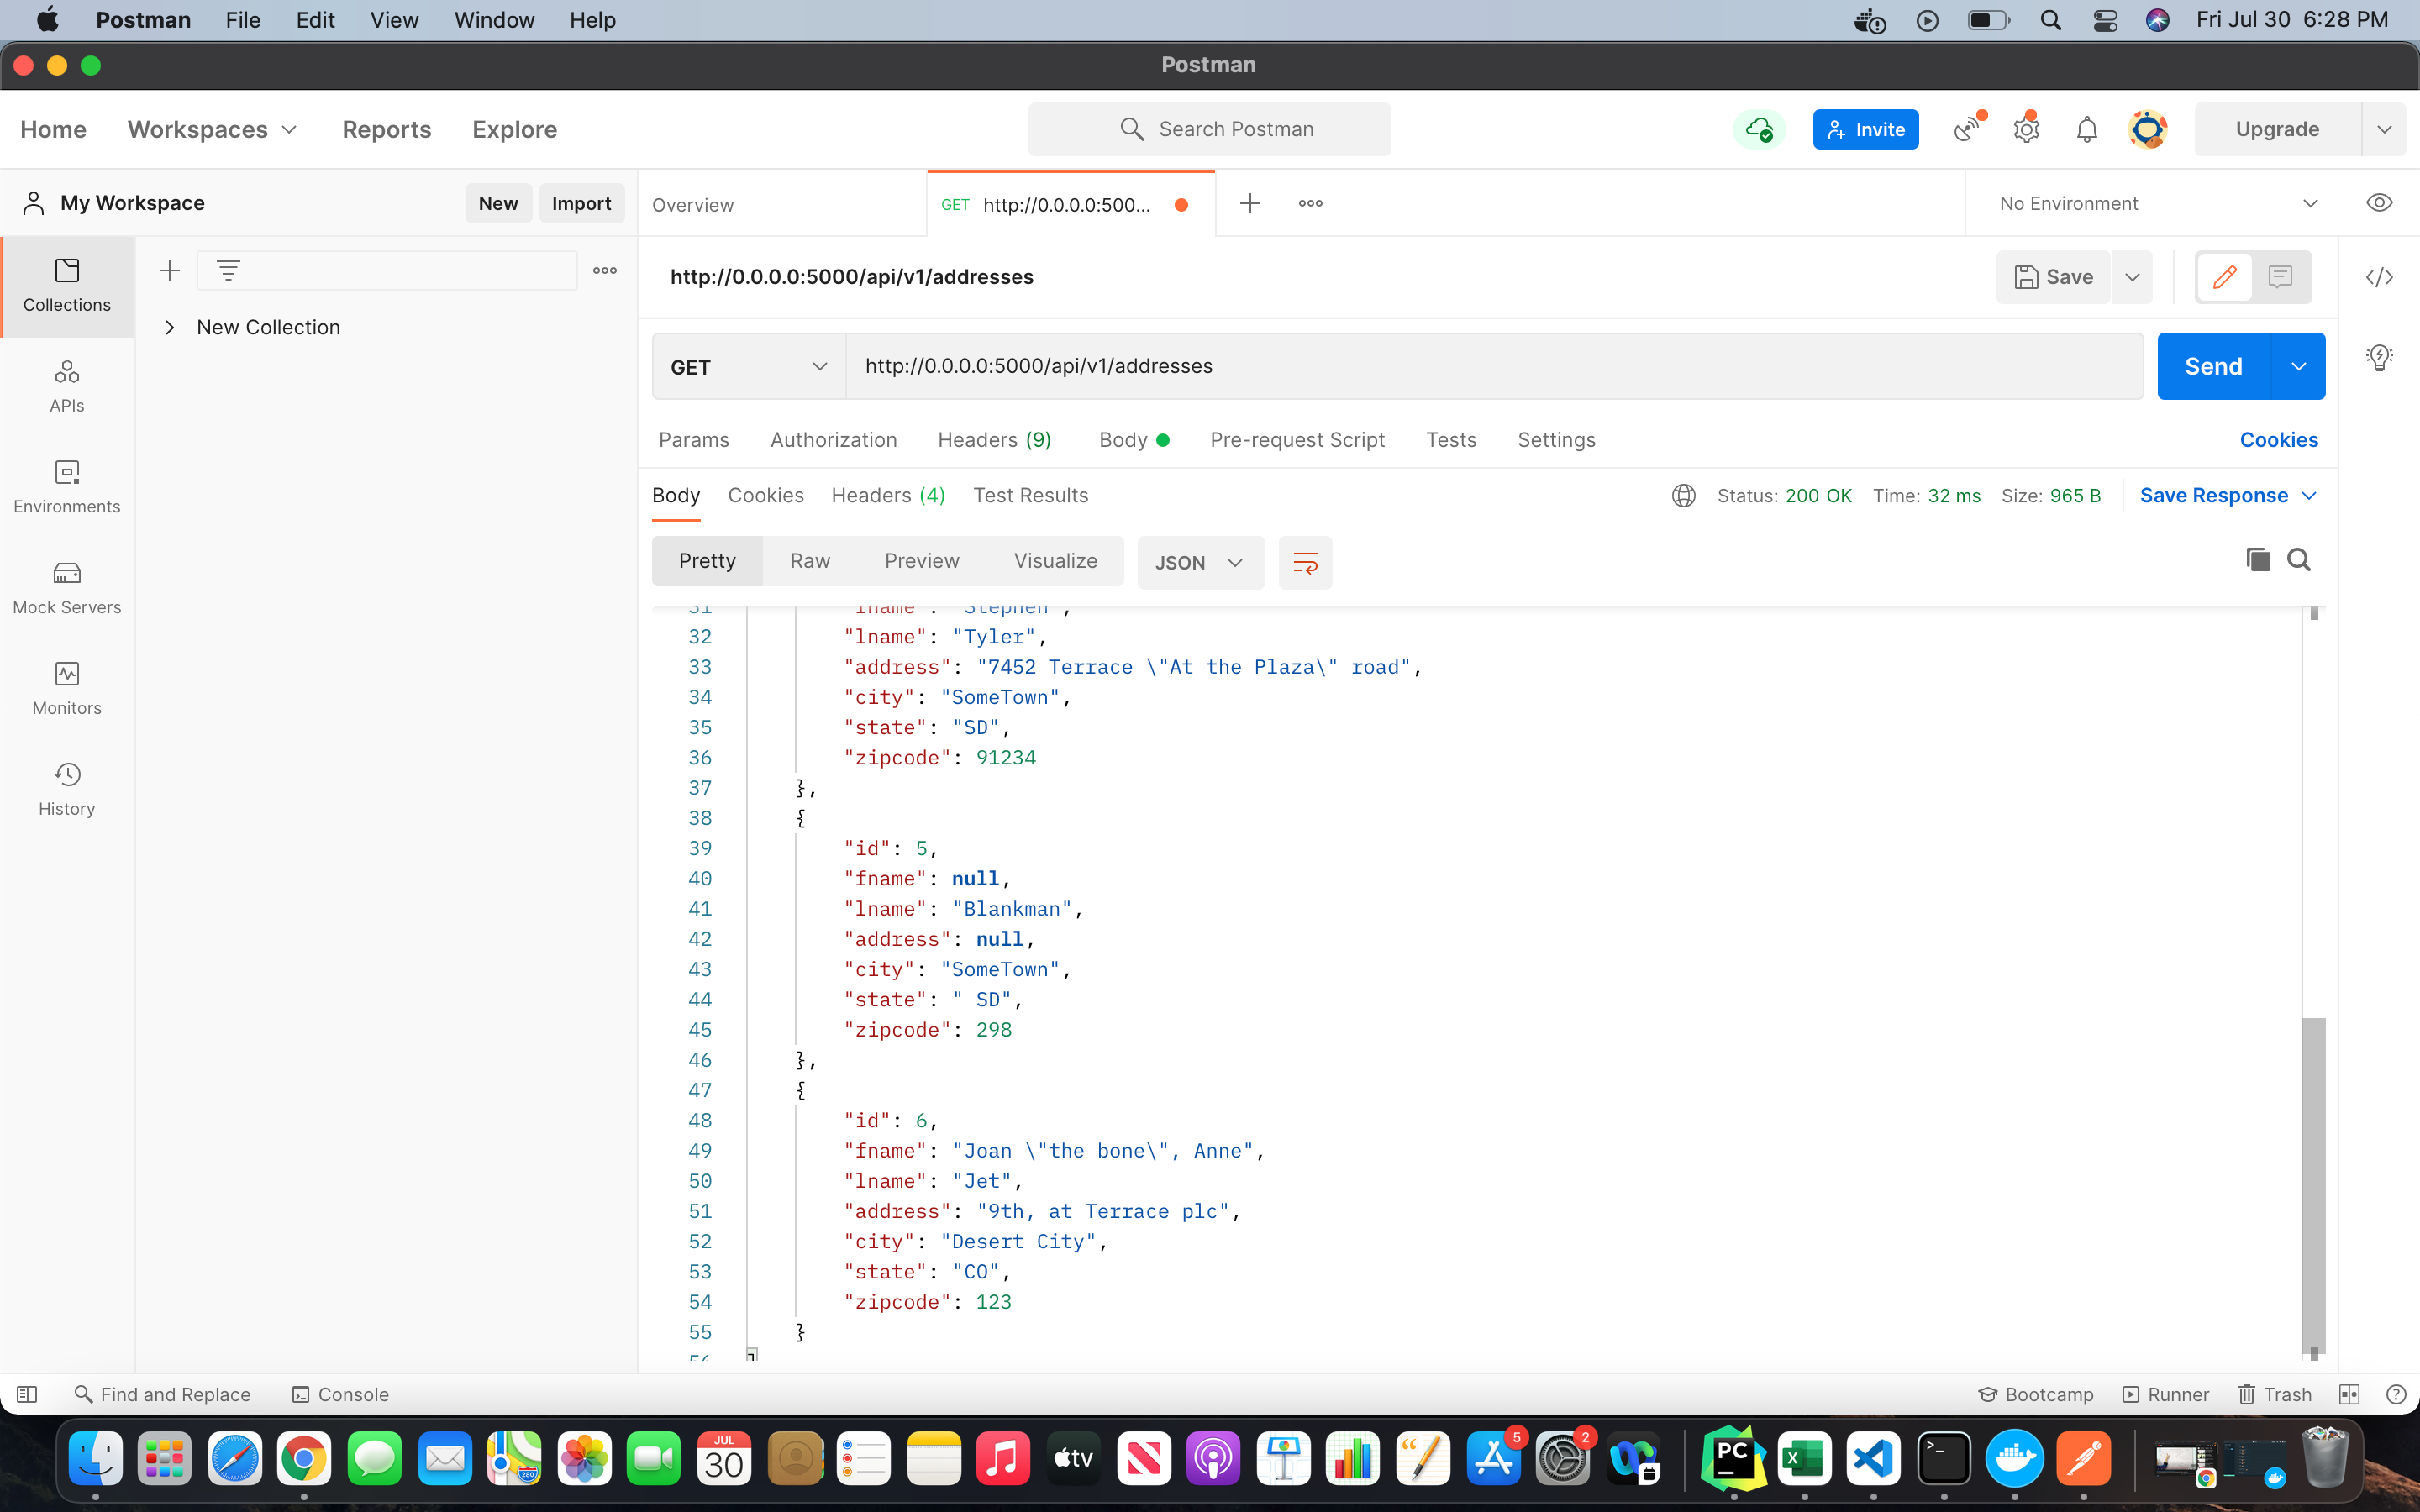 Postman File Edit View Window Help Fri Jul 30 6:28 PM
Postman
Home Workspaces Reports Explore Search Postman Invite Upgrade
My Workspace New Import Overview GET http://0.0.0.0:500... No Environment
Collections
New Collection
APIs
Environments
Mock Servers
Monitors
History
http://0.0.0.0:5000/api/v1/addresses Save
GET http://0.0.0.0:5000/api/v1/addresses Send
Params Authorization Headers (9) Body Pre-request Script Tests Settings Cookies
Body Cookies Headers (4) Test Results Status: 200 OK Time: 32 ms Size: 965 B Save Response
Pretty Raw Preview Visualize JSON
31 "fname": "Stephen",
32 "lname": "Tyler",
33 "address": "7452 Terrace \"At the Plaza\" road",
34 "city": "SomeTown",
35 "state": "SD",
36 "zipcode": 91234
37 },
38 {
39 "id": 5,
40 "fname": null,
41 "lname": "Blankman",
42 "address": null,
43 "city": "SomeTown",
44 "state": " SD",
45 "zipcode": 298
46 },
47 {
48 "id": 6,
49 "fname": "Joan \"the bone\", Anne",
50 "lname": "Jet",
51 "address": "9th, at Terrace plc",
52 "city": "Desert City",
53 "state": "CO",
54 "zipcode": 123
55 }
56 ]
Find and Replace Console Bootcamp Runner Trash
JUL 30 280 tv 5 2 PC X